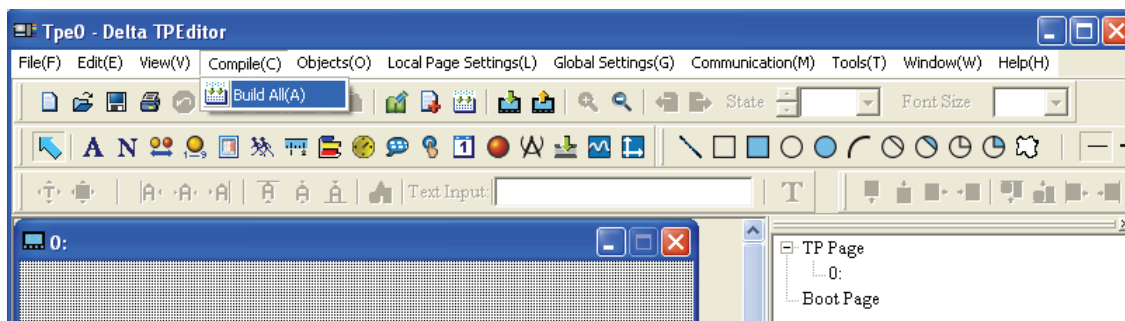 Tpe0 - Delta TPEditor
File(F) Edit(E) View(V) Compile(C) Objects(O) Local Page Settings(L) Global Settings(G) Communication(M) Tools(T) Window(W) Help(H)
Build All(A)
State Font Size
A N 1
T A A A A A A Text Input: T
0:
TP Page
0:
Boot Page